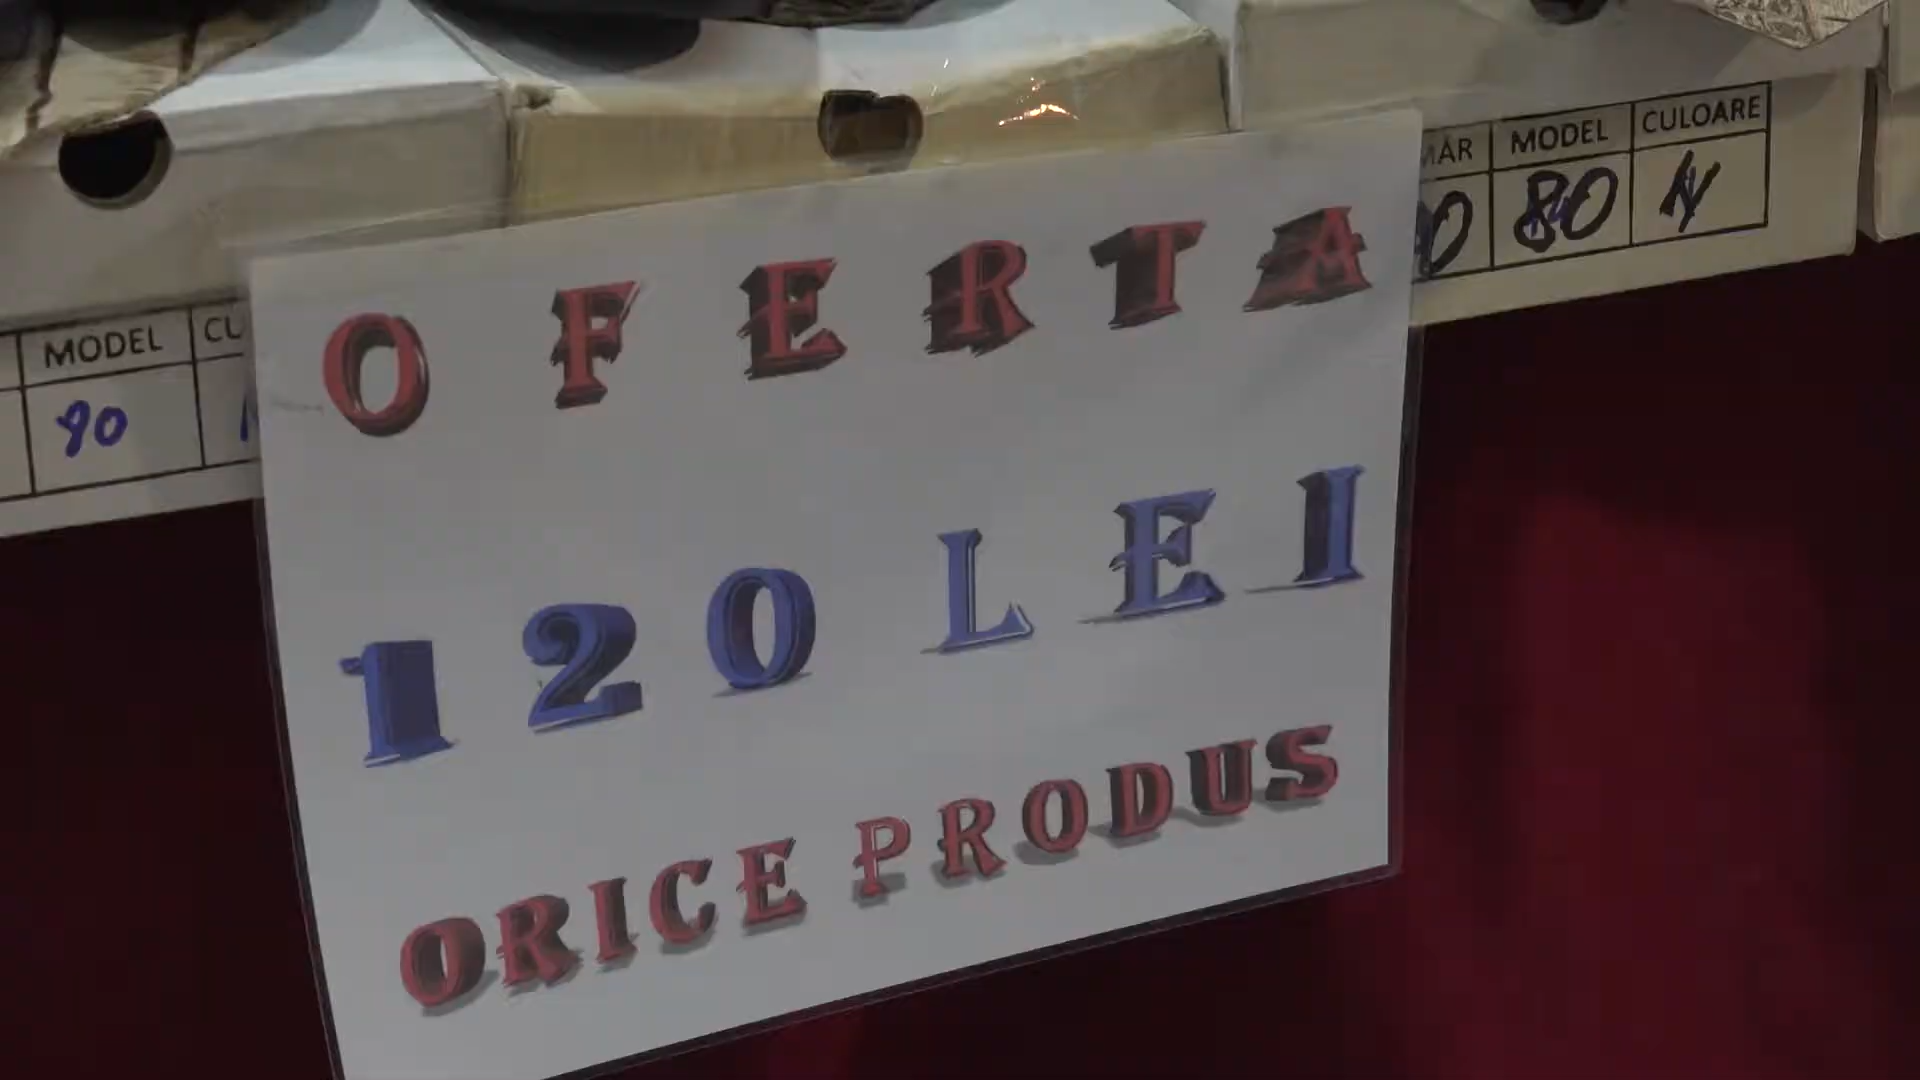 MODEL CULOARE
80
OFERTA
MODEL
90
120 LEI
ORICE PRODUS